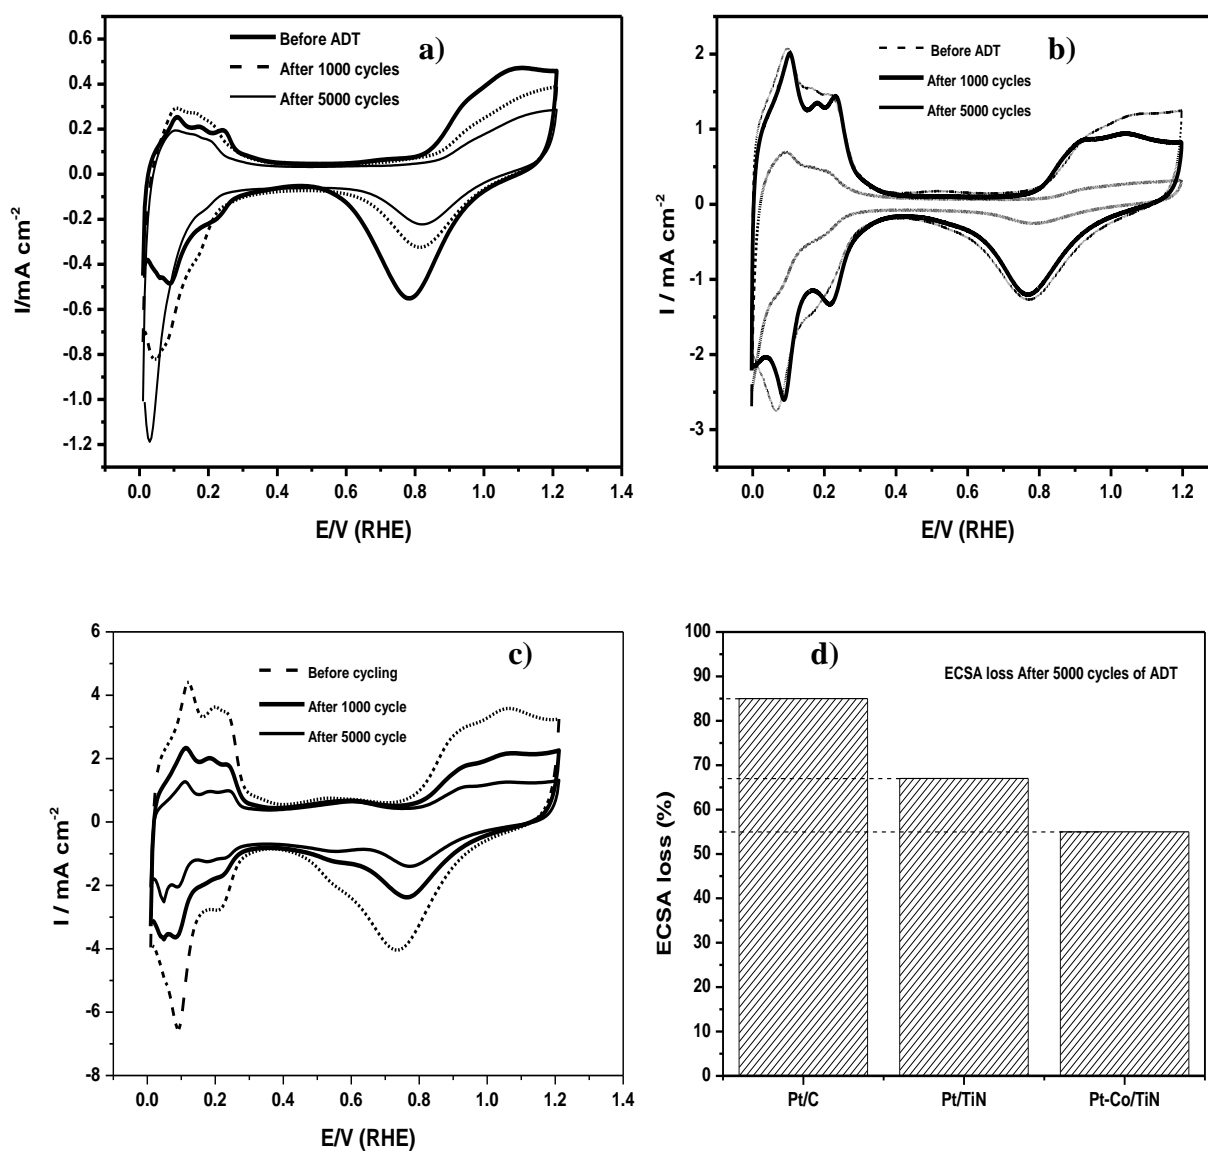 a)
Before ADT
After 1000 cycles
After 5000 cycles
0.6
0.4
0.2
0.0
-0.2
-0.4
-0.6
-0.8
-1.0
-1.2
I/mA cm-2
0.0 0.2 0.4 0.6 0.8 1.0 1.2 1.4
E/V (RHE)
b)
Before ADT
After 1000 cycles
After 5000 cycles
2
1
0
-1
-2
-3
I / mA cm-2
0.0 0.2 0.4 0.6 0.8 1.0 1.2
E/V (RHE)
c)
Before cycling
After 1000 cycle
After 5000 cycle
6
4
2
0
-2
-4
-6
-8
I / mA cm-2
0.0 0.2 0.4 0.6 0.8 1.0 1.2 1.4
E/V (RHE)
d)
ECSA loss After 5000 cycles of ADT
100
90
80
70
60
50
40
30
20
10
0
ECSA loss (%)
Pt/C Pt/TiN Pt-Co/TiN